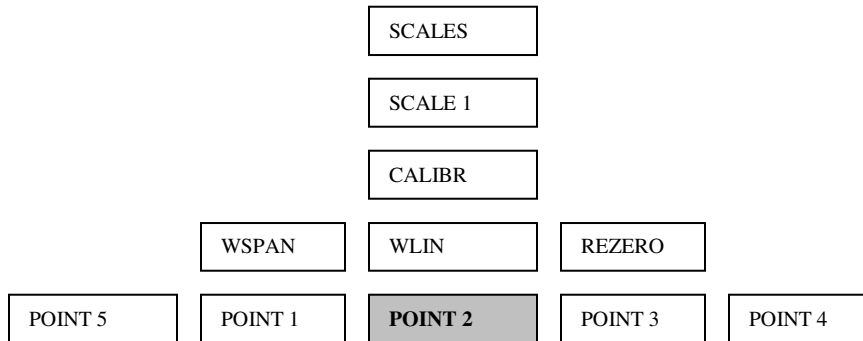 SCALES
SCALE 1
CALIBR
WSPAN WLIN REZERO
POINT 5 POINT 1 POINT 2 POINT 3 POINT 4